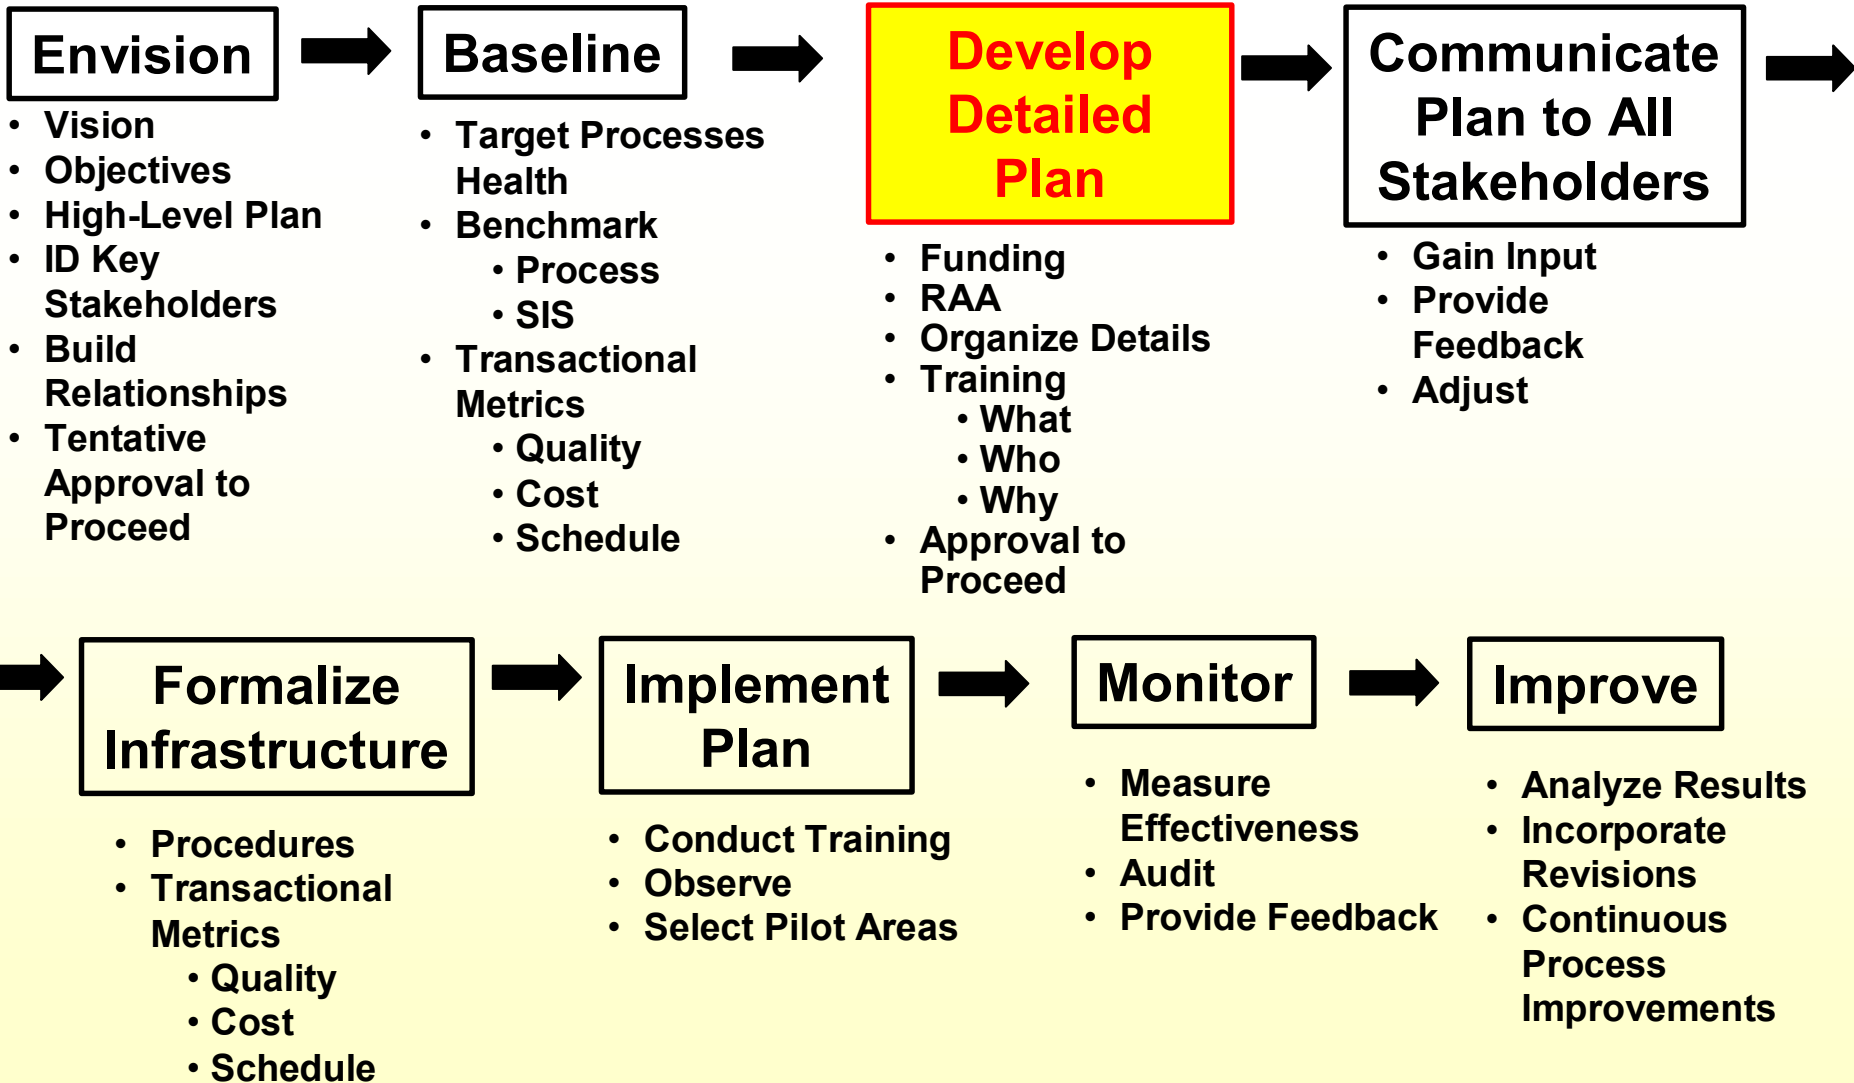 Envision
• Vision
• Objectives
• High-Level Plan
• ID Key
Stakeholders
• Build
Relationships
• Tentative
Approval to
Proceed
Baseline
• Target Processes
Health
• Benchmark
• Process
• SIS
• Transactional
Metrics
• Quality
• Cost
• Schedule
Develop
Detailed
Plan
• Funding
• RAA
• Organize Details
• Training
• What
• Who
• Why
• Approval to
Proceed
Communicate
Plan to All
Stakeholders
• Gain Input
• Provide
Feedback
• Adjust
Formalize
Infrastructure
• Procedures
• Transactional
Metrics
• Quality
• Cost
• Schedule
Implement
Plan
• Conduct Training
• Observe
• Select Pilot Areas
Monitor
• Measure
Effectiveness
• Audit
• Provide Feedback
Improve
• Analyze Results
• Incorporate
Revisions
• Continuous
Process
Improvements